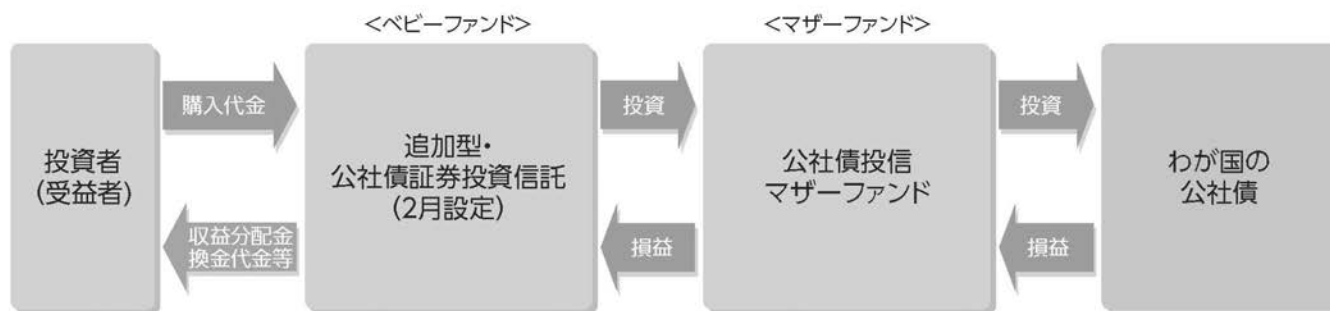 <ベビーファンド>
<マザーファンド>
投資者
(受益者)
購入代金
収益分配金
換金代金等
追加型・
公社債証券投資信託
(2月設定)
投資
損益
公社債投信
マザーファンド
投資
損益
わが国の
公社債